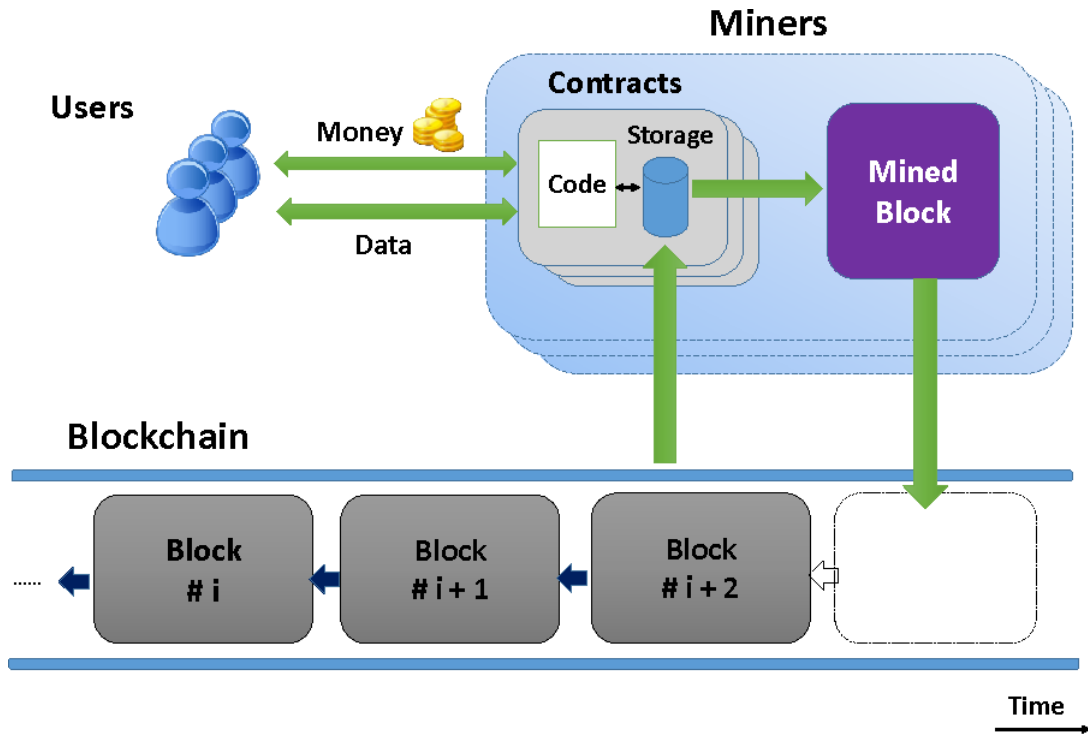 Miners
Contracts
Users
Money
Storage
Code
Mined
Block
Data
Blockchain
Block
# i
Block
# i + 1
Block
# i + 2
......
Time